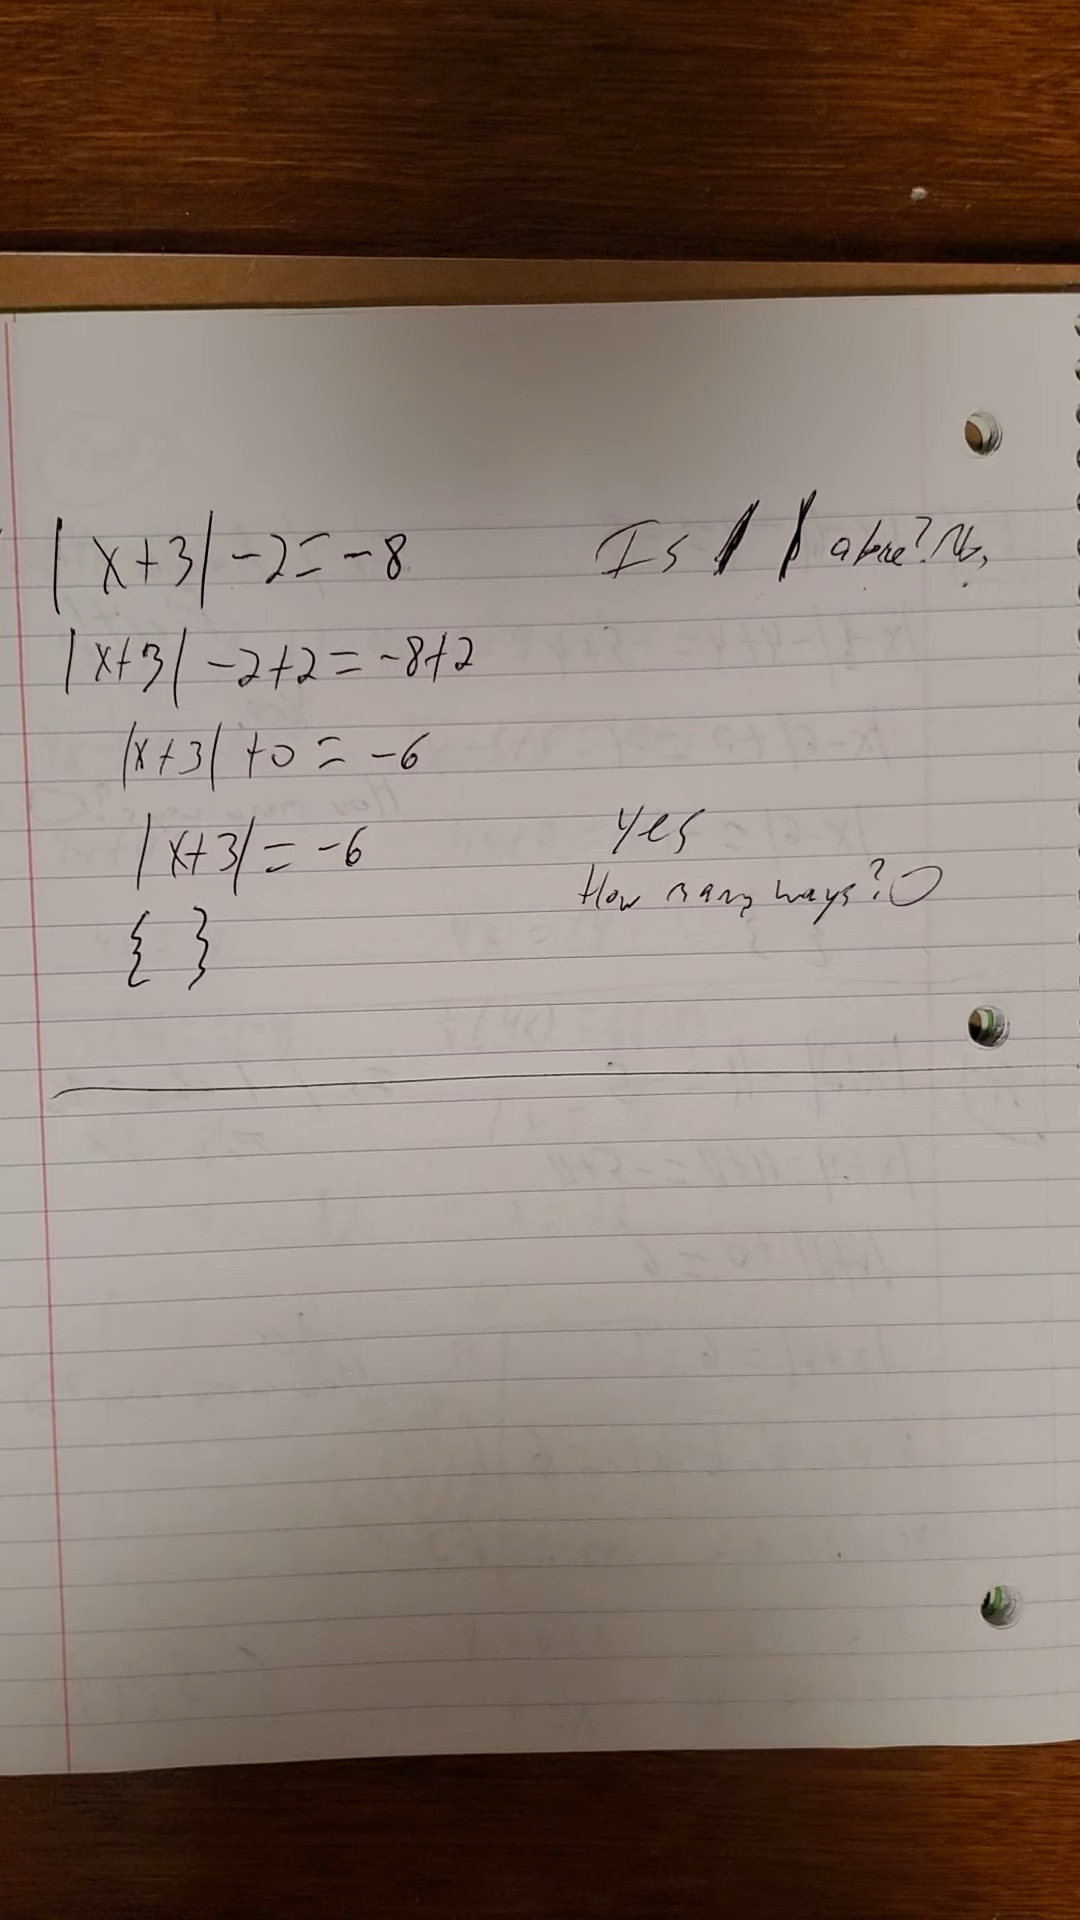 |x+3|-2=-8
Is | | alone? No.
|x+3|-2+2=-8+2
|x+3|+0=-6
|x+3|=-6
Yes
How many ways? 0
{ }